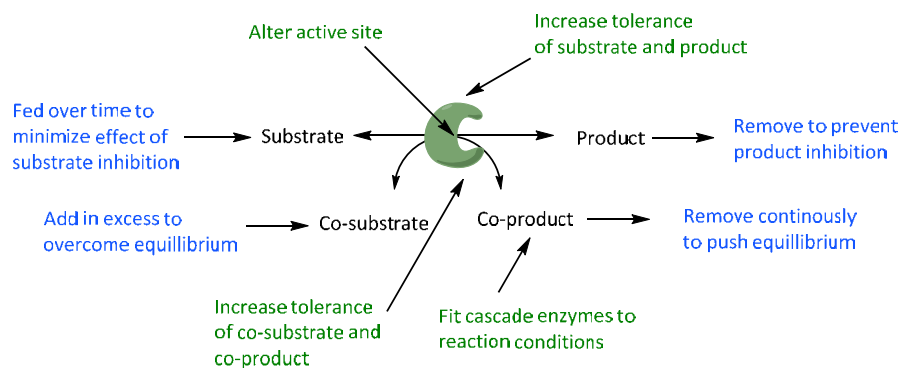 Alter active site
Increase tolerance
of substrate and product
Fed over time to
minimize effect of
substrate inhibition
Substrate
Product
Remove to prevent
product inhibition
Add in excess to
overcome equillibrium
Co-substrate
Co-product
Remove continously
to push equillibrium
Increase tolerance
of co-substrate and
co-product
Fit cascade enzymes to
reaction conditions